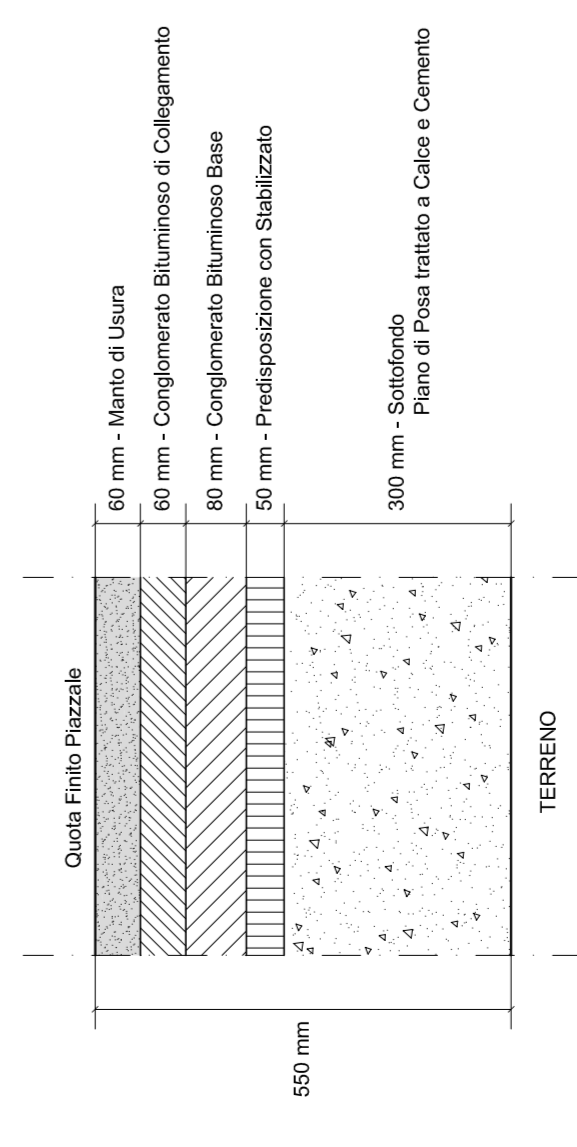 Quota Finito Piazzale
60 mm - Manto di Usura
60 mm - Conglomerato Bituminoso di Collegamento
80 mm - Conglomerato Bituminoso Base
50 mm - Predisposizione con Stabilizzato
300 mm - Sottofondo
Piano di Posa trattato a Calce e Cemento
550 mm
TERRENO